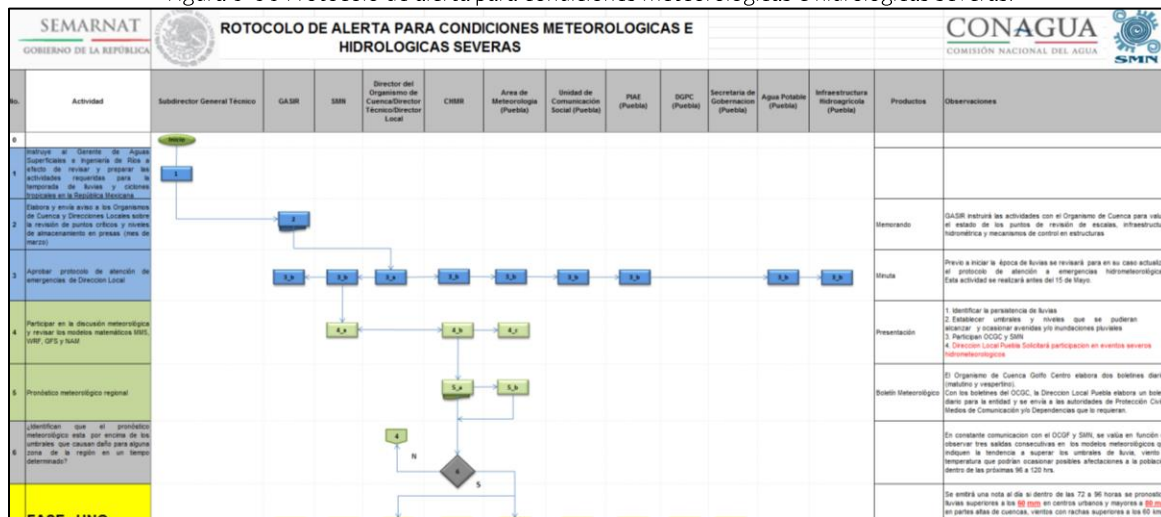 SEMARNAT
GOBIERNO DE LA REPÚBLICA
ROTOCOLO DE ALERTA PARA CONDICIONES METEOROLOGICAS E
HIDROLOGICAS SEVERAS
CONAGUA
COMISIÓN NACIONAL DEL AGUA
SMN
No.
Actividad
Subdirector General Técnico
GASIR
SMN
Director del
Organismo de
Cuenca/Director
Técnico/Director
Local
CHMR
Area de
Meteorologia
(Puebla)
Unidad de
Comunicación
Social (Puebla)
PIAE
(Puebla)
DGPC
(Puebla)
Secretaria de
Gobernacion
(Puebla)
Agua Potable
(Puebla)
Infraestructura
Hidroagricola
(Puebla)
Productos
Observaciones
0
Inicio
1
Instruye al Gerente de Aguas
Superficiales e Ingeniería de Ríos a
efecto de revisar y preparar las
actividades requeridas para la
temporada de lluvias y ciclones
tropicales en la República Mexicana
1
2
Elabora y envía aviso a los Organismos
de Cuenca y Direcciones Locales sobre
la revisión de puntos críticos y niveles
de almacenamiento en presas (mes de
marzo)
2
Memorando
GASIR instruirá las actividades con el Organismo de Cuenca para valu
el estado de los puntos de revisión de escalas, infraestructu
hidrométrica y mecanismos de control en estructuras
3
Aprobar protocolo de atención de
emergencias de Direccion Local
3_b
3_b
3_a
3_b
3_b
3_b
3_b
3_b
3_b
Minuta
Previo a iniciar la época de lluvias se revisará para en su caso actualiz
el protocolo de atención a emergencias hidrometeorológica
Esta actividad se realizará antes del 15 de Mayo.
4
Participar en la discusión meteorológica
y revisar los modelos matemáticos MM5,
WRF, GFS y NAM
4_a
4_b
4_c
Presentación
1. Identificar la persistencia de lluvias
2. Establecer umbrales y niveles que se pudieran
alcanzar y ocasionar avenidas y/o inundaciones pluviales
3. Participan OCGC y SMN
4. Direccion Local Puebla Solicitará participacion en eventos severos
hidrometeorologicos
5
Pronóstico meteorológico regional
5_a
5_b
Boletín Meteorológico
El Organismo de Cuenca Golfo Centro elabora dos boletines diari
(matutino y vespertino).
Con los boletines del OCGC, la Direccion Local Puebla elabora un bolet
diario para la entidad y se envía a las autoridades de Protección Civi
Medios de Comunicación y/o Dependencias que lo requieran.
6
¿Identifican que el pronóstico
meteorológico esta por encima de los
umbrales que causan daño para alguna
zona de la región en un tiempo
determinado?
4
N
6
S
En constante comunicacion con el OCGF y SMN, se valúa en función
observar tres salidas consecutivas en los modelos meteorológicos q
indiquen la tendencia a superar los umbrales de lluvia, viento
temperatura que podrían ocasionar posibles afectaciones a la població
dentro de las próximas 96 a 120 hrs.
FASE UNO
Se emitirá una nota al día si dentro de las 72 a 96 horas se pronostic
lluvias superiores a los 60 mm en centros urbanos y mayores a 80 m
en partes altas de cuencas, vientos con rachas superiores a los 60 km